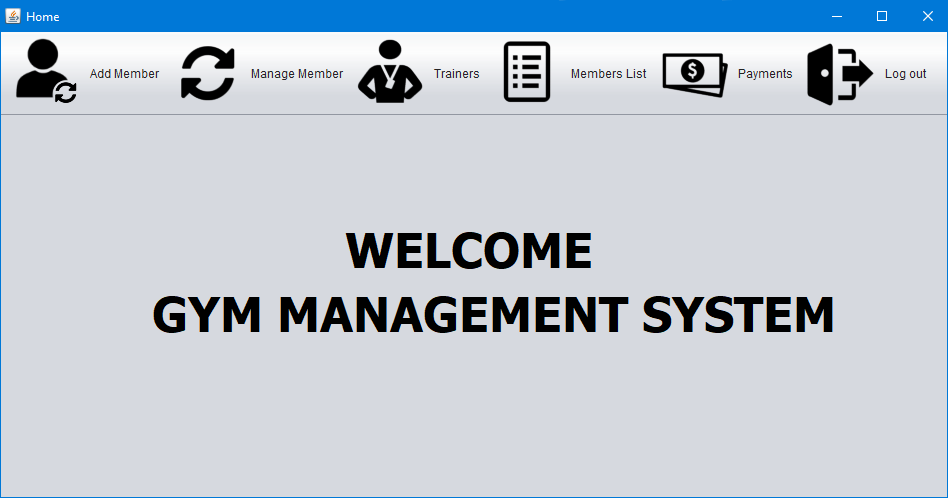 Home
Add Member
Manage Member
Trainers
Members List
$
Payments
Log out
WELCOME
GYM MANAGEMENT SYSTEM